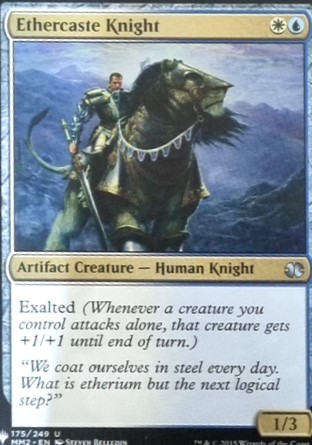 Ethercaste Knight
Artifact Creature — Human Knight
Exalted (Whenever a creature you
control attacks alone, that creature gets
+1/+1 until end of turn.)
“We coat ourselves in steel every day.
What is etherium but the next logical
step?”
1/3
175/249 U
MM2 • EN Steven Belledin
™ & © 2015 Wizards of the Coast